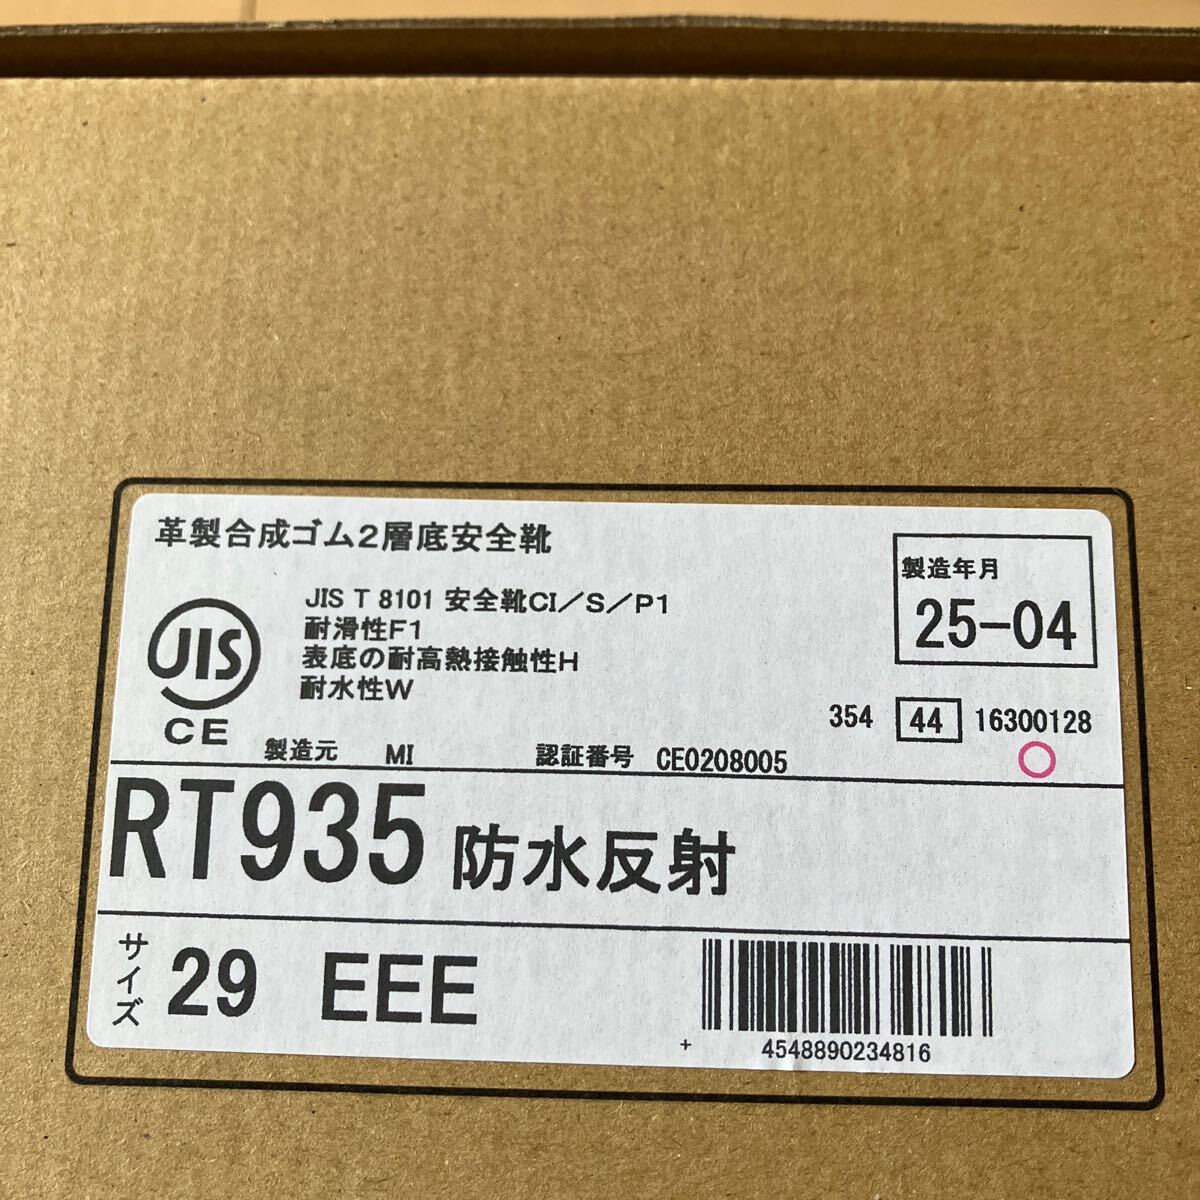 革製合成ゴム2層底安全靴
JIS T 8101 安全靴CI／S／P1
耐滑性F1
表底の耐高熱接触性H
耐水性W
JIS
CE
製造元 MI 認証番号 CE0208005
製造年月
25-04
354 44 16300128
RT935 防水反射
サイズ 29 EEE
+ 4548890234816